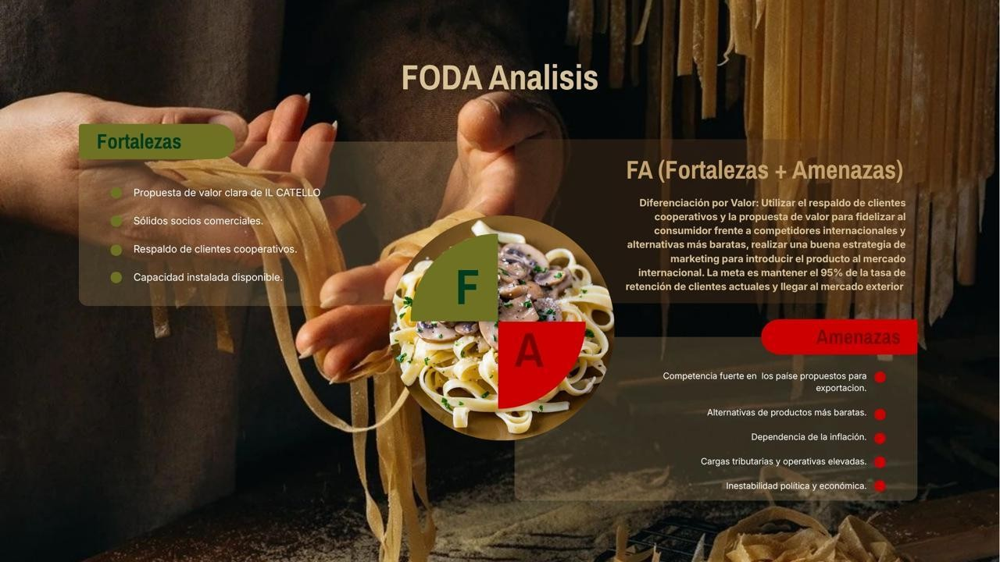 FODA Analisis
Fortalezas
Propuesta de valor clara de IL CATELLO
Sólidos socios comerciales.
Respaldo de clientes cooperativos.
Capacidad instalada disponible.
FA (Fortalezas + Amenazas)
Diferenciación por Valor: Utilizar el respaldo de clientes
cooperativos y la propuesta de valor para fidelizar al
consumidor frente a competidores internacionales y
alternativas más baratas, realizar una buena estrategia de
marketing para introducir el producto al mercado
internacional. La meta es mantener el 95% de la tasa de
retención de clientes actuales y llegar al mercado exterior
F
A
Amenazas
Competencia fuerte en  los paíse propuestos para
exportacion.
Alternativas de productos más baratas.
Dependencia de la inflación.
Cargas tributarias y operativas elevadas.
Inestabilidad política y económica.